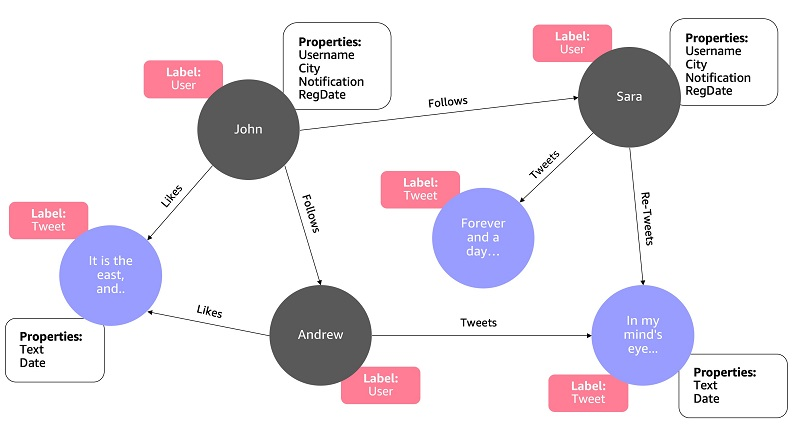 Properties:
Username
City
Notification
RegDate
Label:
User
John
Follows
Label:
User
Properties:
Username
City
Notification
RegDate
Sara
Likes
Follows
Tweets
Re-Tweets
Label:
Tweet
Forever
and a
day...
Label:
Tweet
It is the
east,
and..
Properties:
Text
Date
Likes
Andrew
Label:
User
Tweets
In my
mind's
eye...
Label:
Tweet
Properties:
Text
Date